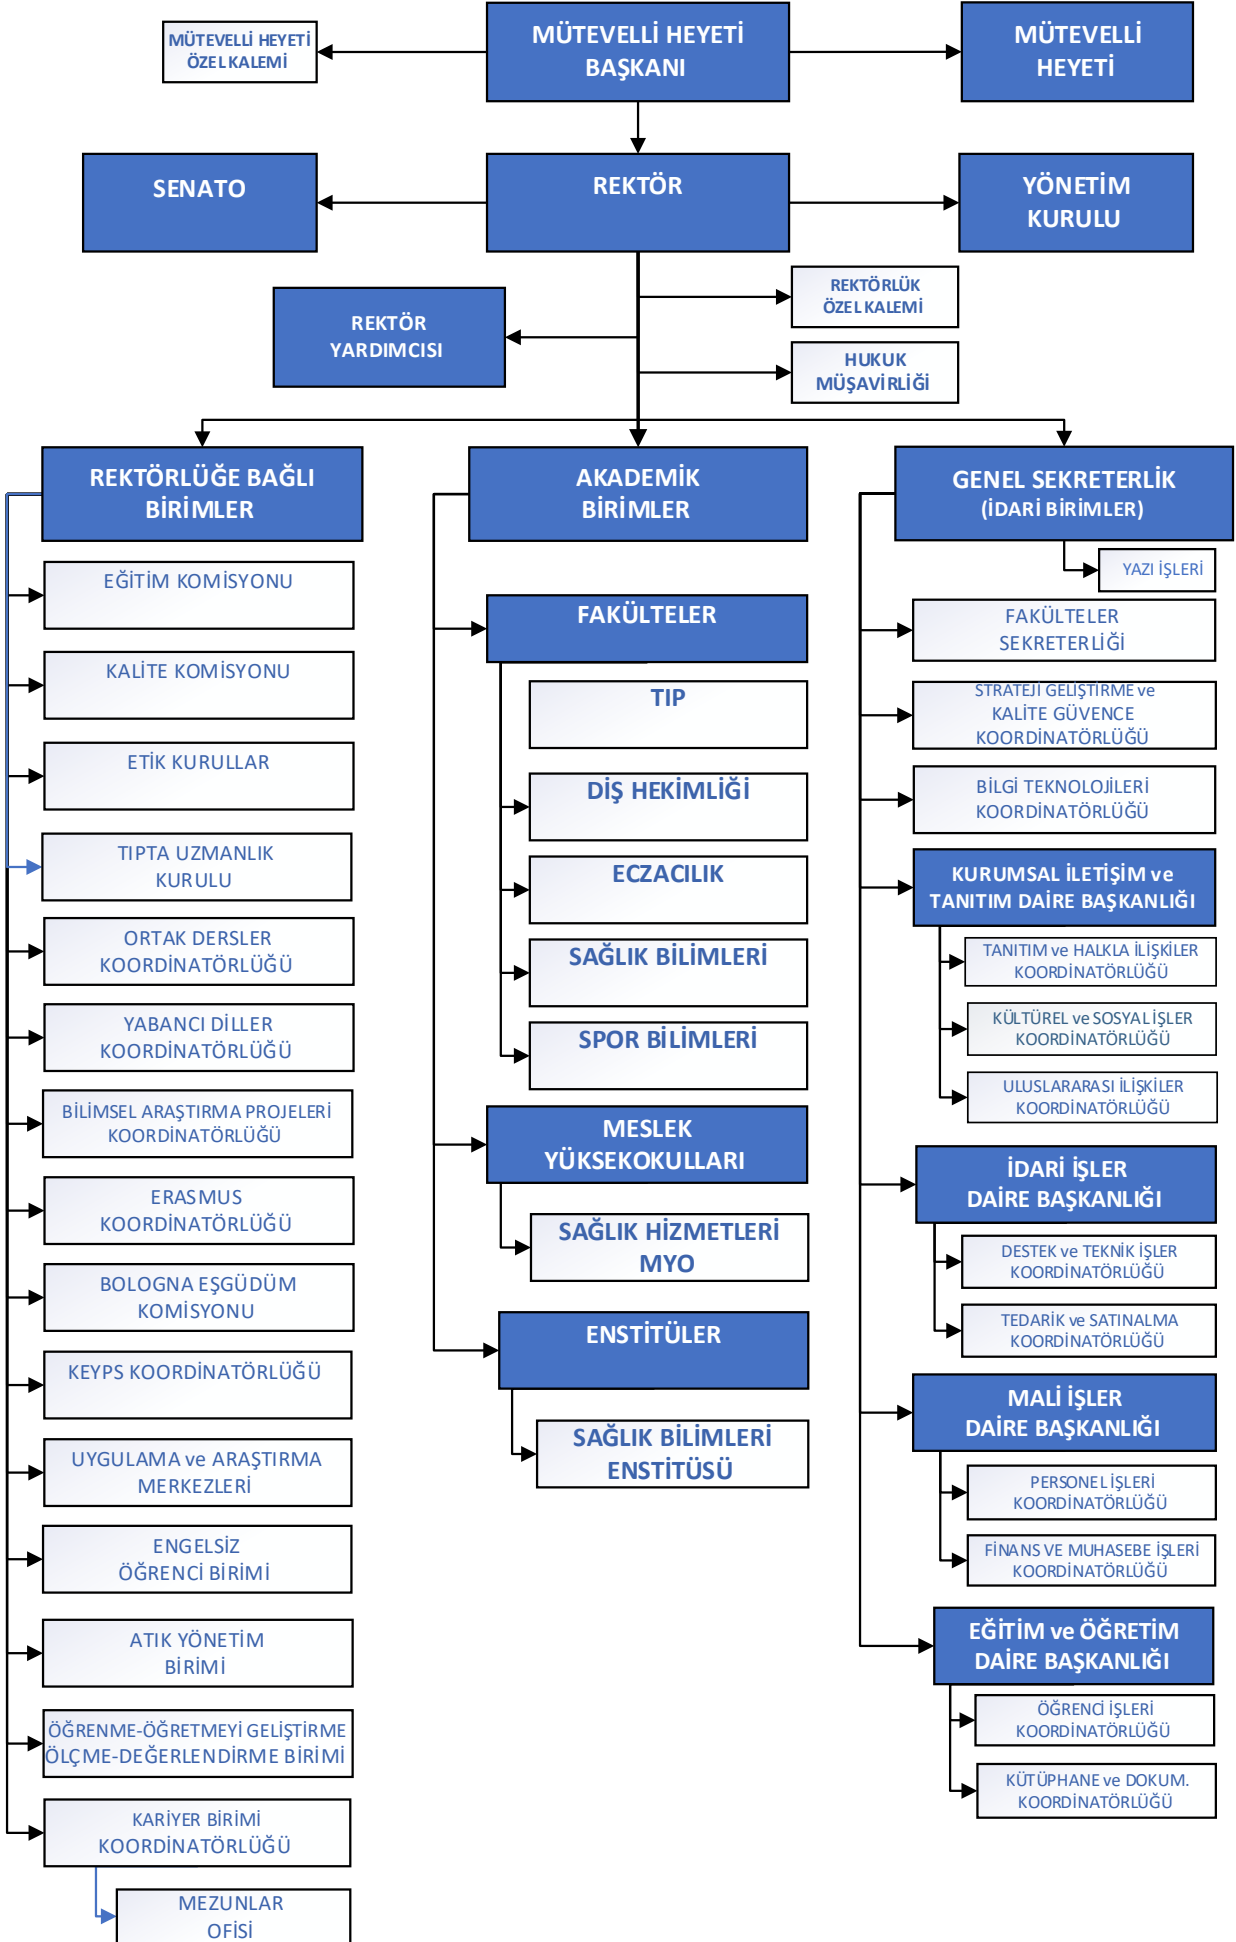 MÜTEVELLİ HEYETİ
ÖZEL KALEMİ
MÜTEVELLİ HEYETİ
BAŞKANI
MÜTEVELLİ
HEYETİ
SENATO
REKTÖR
YÖNETİM
KURULU
REKTÖR
YARDIMCISI
REKTÖRLÜK
ÖZEL KALEMİ
HUKUK
MÜŞAVİRLİĞİ
REKTÖRLÜĞE BAĞLI
BİRİMLER
EĞİTİM KOMİSYONU
KALİTE KOMİSYONU
ETİK KURULLAR
TIPTA UZMANLIK
KURULU
ORTAK DERSLER
KOORDİNATÖRLÜĞÜ
YABANCI DİLLER
KOORDİNATÖRLÜĞÜ
BİLİMSEL ARAŞTIRMA PROJELERİ
KOORDİNATÖRLÜĞÜ
ERASMUS
KOORDİNATÖRLÜĞÜ
BOLOGNA EŞGÜDÜM
KOMİSYONU
KEYPS KOORDİNATÖRLÜĞÜ
UYGULAMA ve ARAŞTIRMA
MERKEZLERİ
ENGELSİZ
ÖĞRENCİ BİRİMİ
ATIK YÖNETİM
BİRİMİ
ÖĞRENME-ÖĞRETMEYİ GELİŞTİRME
ÖLÇME-DEĞERLENDİRME BİRİMİ
KARİYER BİRİMİ
KOORDİNATÖRLÜĞÜ
MEZUNLAR
OFİSİ
AKADEMİK
BİRİMLER
FAKÜLTELER
TIP
DİŞ HEKİMLİĞİ
ECZACILIK
SAĞLIK BİLİMLERİ
SPOR BİLİMLERİ
MESLEK
YÜKSEKOKULLARI
SAĞLIK HİZMETLERİ
MYO
ENSTİTÜLER
SAĞLIK BİLİMLERİ
ENSTİTÜSÜ
GENEL SEKRETERLİK
(İDARİ BİRİMLER)
YAZI İŞLERİ
FAKÜLTELER
SEKRETERLİĞİ
STRATEJİ GELİŞTİRME ve
KALİTE GÜVENCE
KOORDİNATÖRLÜĞÜ
BİLGİ TEKNOLOJİLERİ
KOORDİNATÖRLÜĞÜ
KURUMSAL İLETİŞİM ve
TANITIM DAİRE BAŞKANLIĞI
TANITIM ve HALKLA İLİŞKİLER
KOORDİNATÖRLÜĞÜ
KÜLTÜREL ve SOSYAL İŞLER
KOORDİNATÖRLÜĞÜ
ULUSLARARASI İLİŞKİLER
KOORDİNATÖRLÜĞÜ
İDARİ İŞLER
DAİRE BAŞKANLIĞI
DESTEK ve TEKNİK İŞLER
KOORDİNATÖRLÜĞÜ
TEDARİK ve SATINALMA
KOORDİNATÖRLÜĞÜ
MALİ İŞLER
DAİRE BAŞKANLIĞI
PERSONEL İŞLERİ
KOORDİNATÖRLÜĞÜ
FİNANS VE MUHASEBE İŞLERİ
KOORDİNATÖRLÜĞÜ
EĞİTİM ve ÖĞRETİM
DAİRE BAŞKANLIĞI
ÖĞRENCİ İŞLERİ
KOORDİNATÖRLÜĞÜ
KÜTÜPHANE ve DOKUM.
KOORDİNATÖRLÜĞÜ